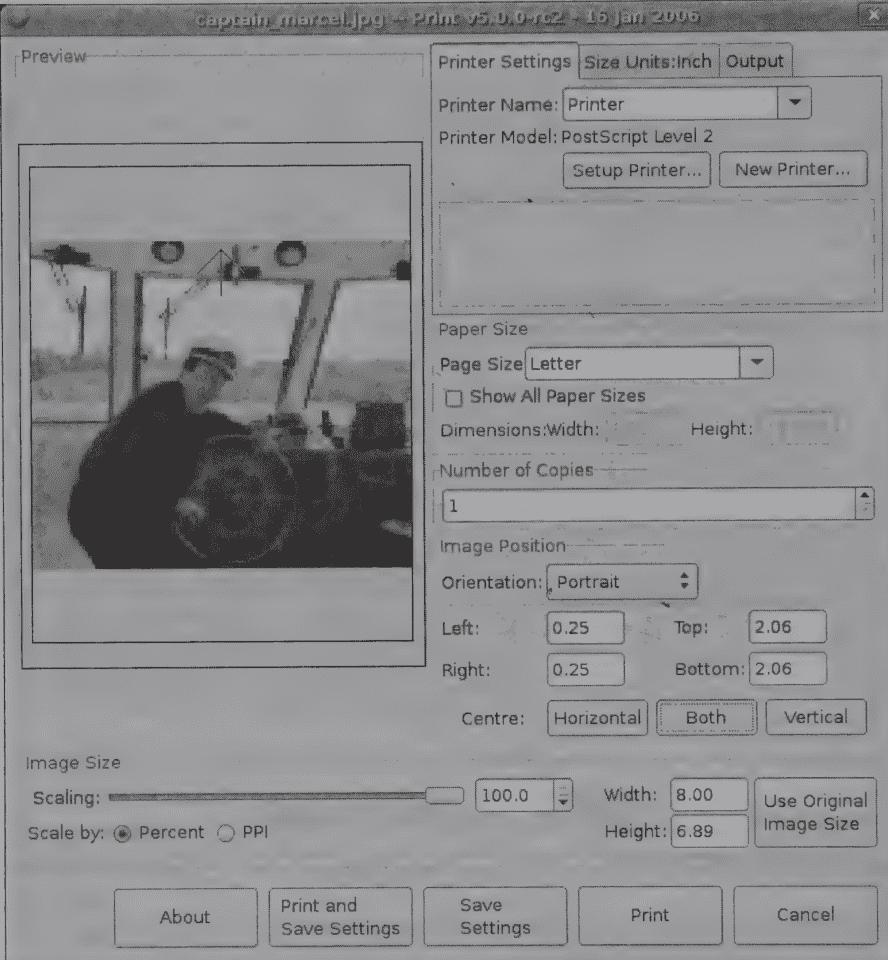 captain_marcel.jpg -- Print v5.0.0-rc2 - 16 Jan 2006
Preview
Printer Settings
Size Units:Inch
Output
Printer Name: Printer
Printer Model: PostScript Level 2
Setup Printer...
New Printer...
Paper Size
Page Size Letter
Show All Paper Sizes
Dimensions:Width: Height:
Number of Copies
1
Image Position
Orientation: Portrait
Left: 0.25 Top: 2.06
Right: 0.25 Bottom: 2.06
Centre: Horizontal Both Vertical
Image Size
Scaling: 100.0
Scale by: Percent PPI
Width: 8.00
Height: 6.89
Use Original
Image Size
About
Print and
Save Settings
Save
Settings
Print
Cancel